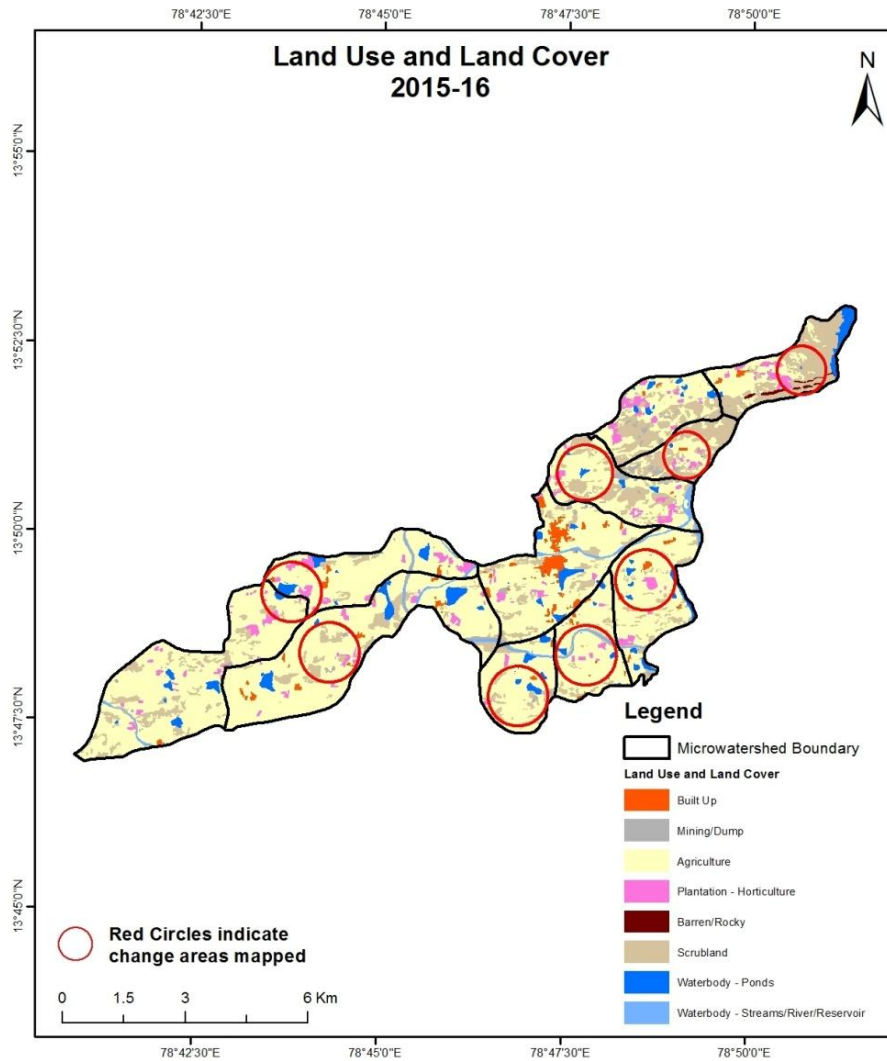 78°42'30"E 78°45'0"E 78°47'30"E 78°50'0"E
Land Use and Land Cover
2015-16
N
13°55'0"N
13°52'30"N
13°50'0"N
13°47'30"N
13°45'0"N
Legend
Microwatershed Boundary
Land Use and Land Cover
Built Up
Mining/Dump
Agriculture
Plantation - Horticulture
Barren/Rocky
Scrubland
Waterbody - Ponds
Waterbody - Streams/River/Reservoir
Red Circles indicate
change areas mapped
0 1.5 3 6 Km
78°42'30"E 78°45'0"E 78°47'30"E 78°50'0"E